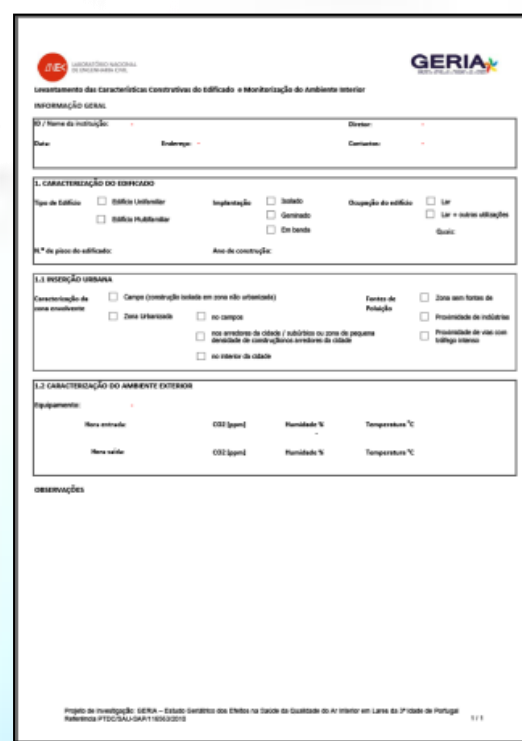 LNEC LABORATÓRIO NACIONAL
DE ENGENHARIA CIVIL
GERIA
Levantamento das Características Construtivas do Edificado e Monitorização do Ambiente Interior
INFORMAÇÃO GERAL
ID / Nome da instituição: - Diretor: -
Data: Endereço: - Contactos: -
1. CARACTERIZAÇÃO DO EDIFICADO
Tipo de Edifício Edifício Unifamiliar Implantação Isolado Ocupação do edifício Lar
Edifício Multifamiliar Geminado Lar + outras utilizações
Em banda Quais:
N.º de pisos do edificado: Ano de construção:
1.1 INSERÇÃO URBANA
Caracterização da zona envolvente Campo (construção isolada em zona não urbanizada) Fontes de Poluição Zona sem fontes de
Zona Urbanizada no campos Proximidade de indústrias
nos arredores da cidade / subúrbios ou zona de pequena Proximidade de vias com
densidade de construçãonos arredores da cidade tráfego intenso
no interior da cidade
1.2 CARACTERIZAÇÃO DO AMBIENTE EXTERIOR
Equipamento: -
Hora entrada: CO2 [ppm] Humidade % Temperatura °C
-
Hora saída: CO2 [ppm] Humidade % Temperatura °C
OBSERVAÇÕES
Projeto de Investigação: GERIA – Estudo Geriátrico dos Efeitos na Saúde da Qualidade do Ar Interior em Lares da 3ª Idade de Portugal
Referência PTDC/SAU-SAP/116563/2010 1 / 1